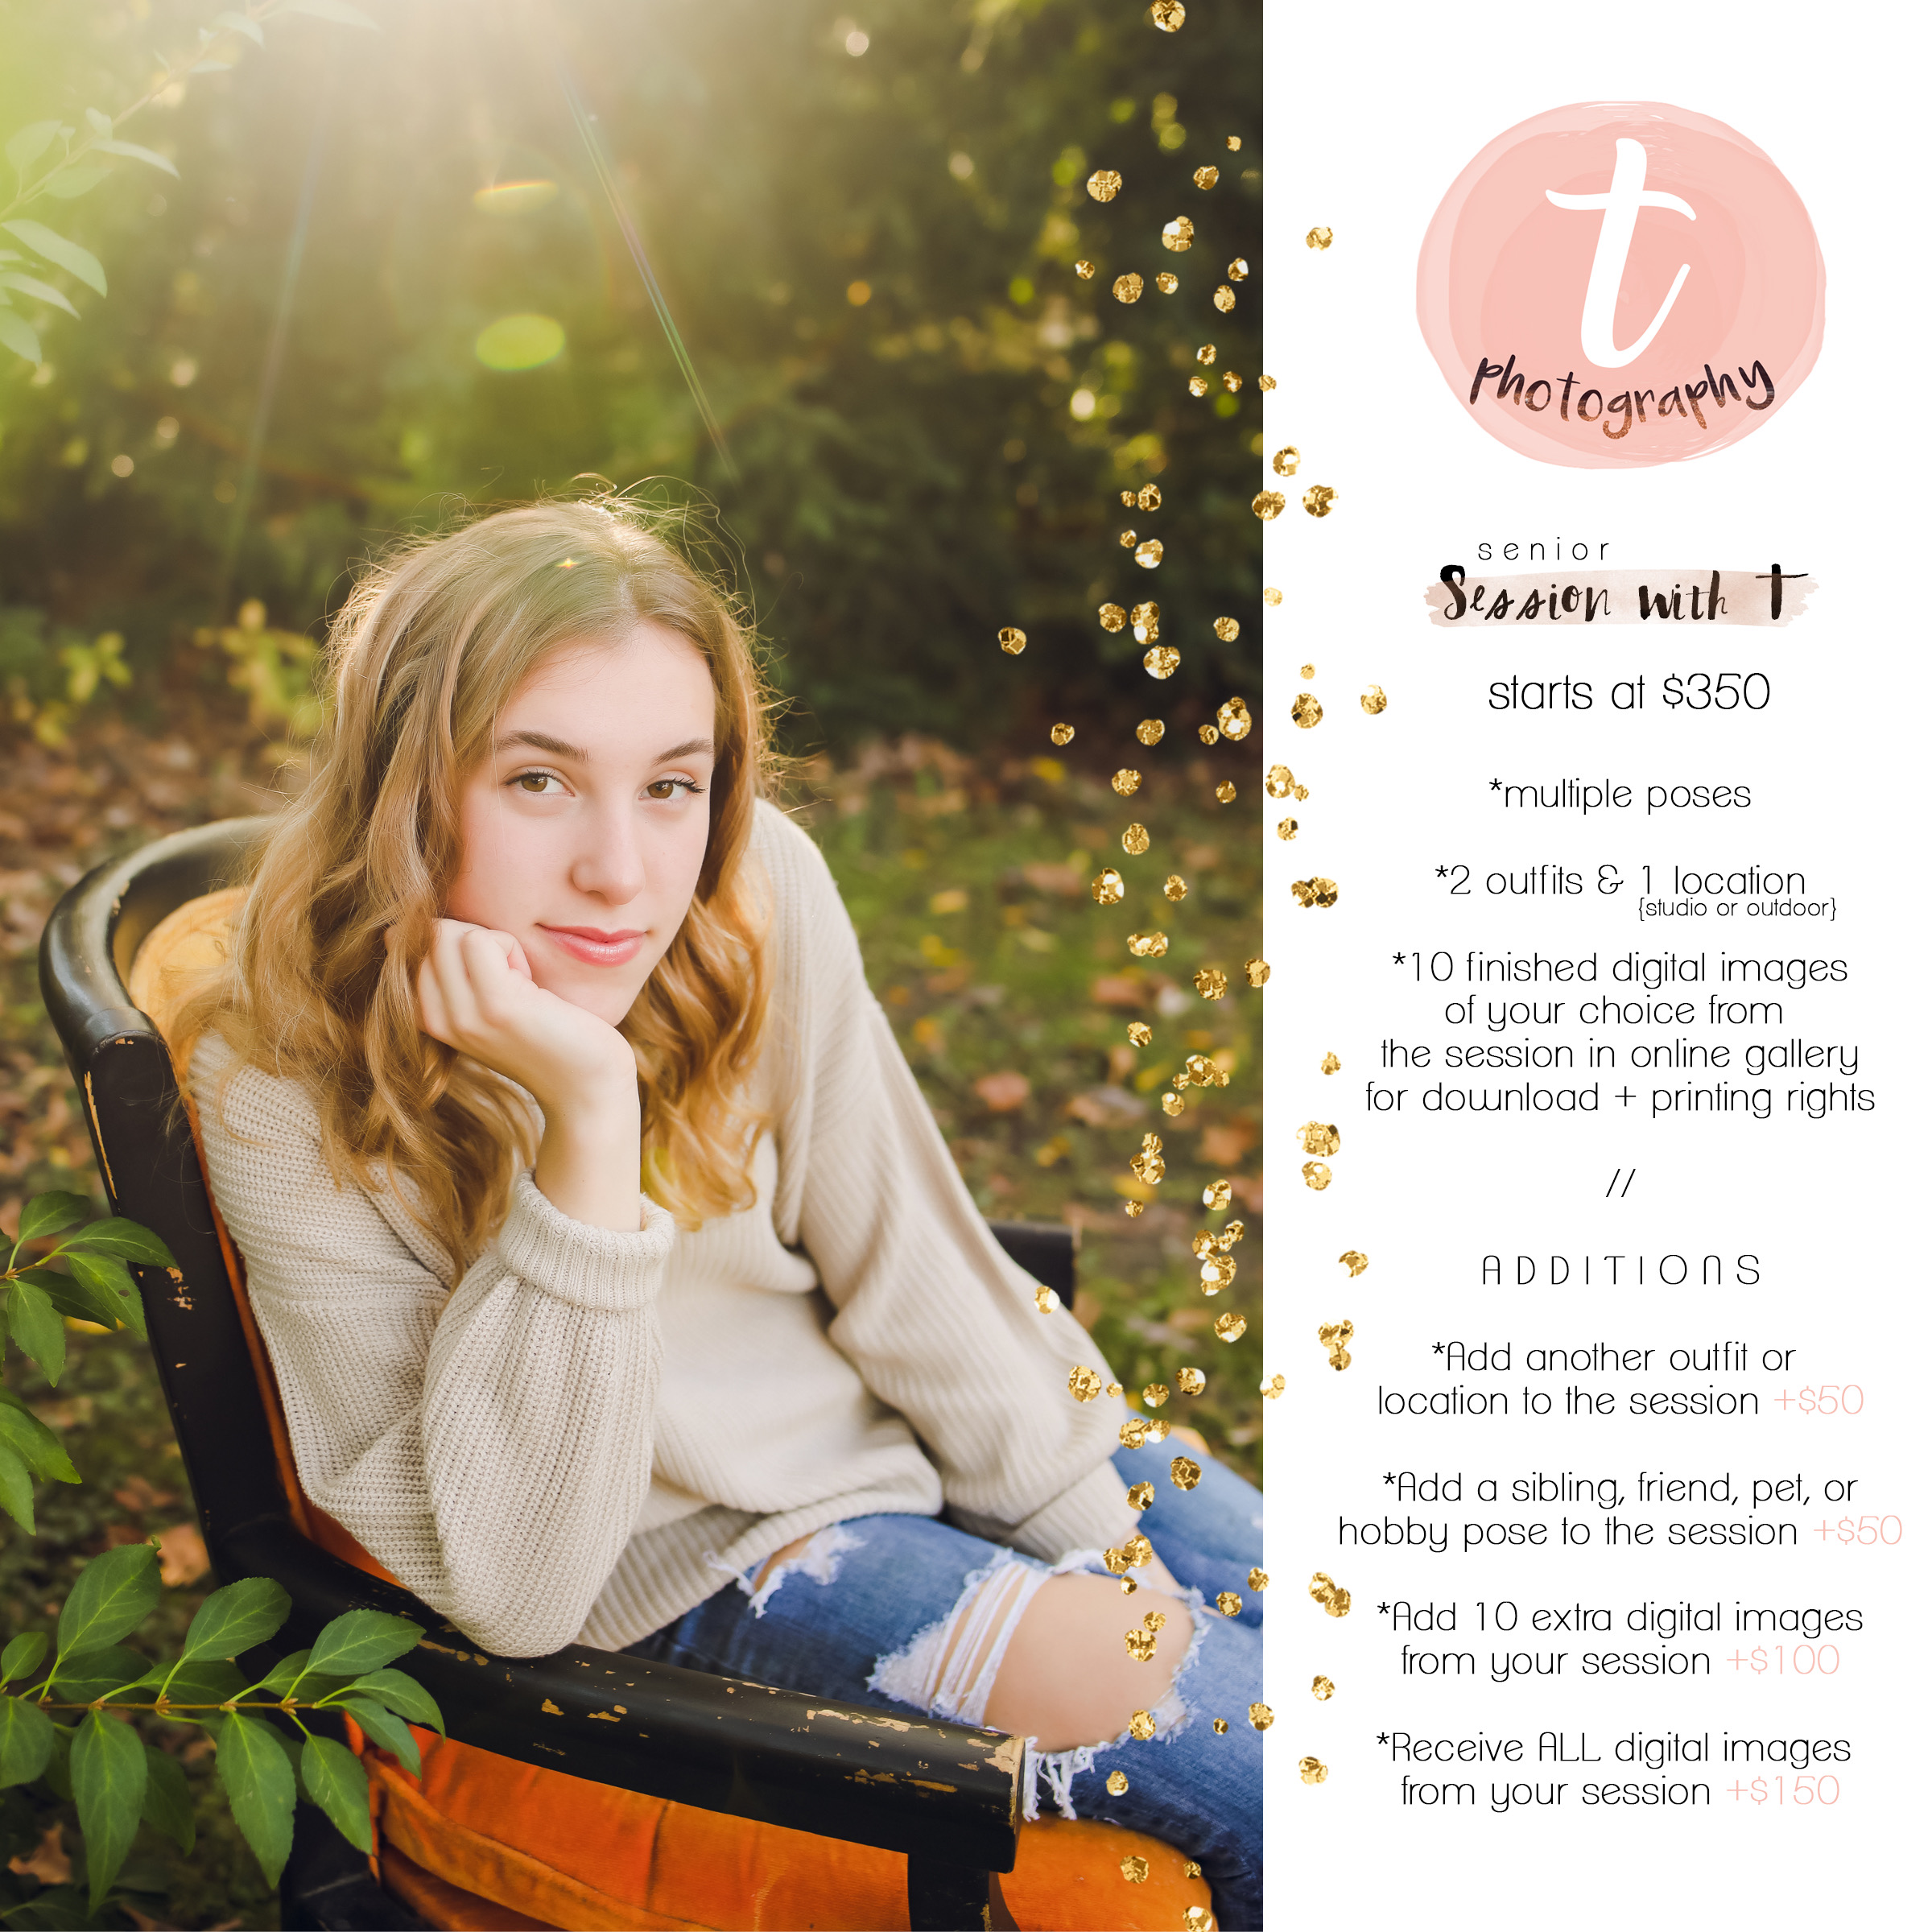 t
photography
senior
Session with T
starts at $350
*multiple poses
*2 outfits & 1 location
{studio or outdoor}
*10 finished digital images
of your choice from
the session in online gallery
for download + printing rights
//
ADDITIONS
*Add another outfit or
location to the session +$50
*Add a sibling, friend, pet, or
hobby pose to the session +$50
*Add 10 extra digital images
from your session +$100
*Receive ALL digital images
from your session +$150